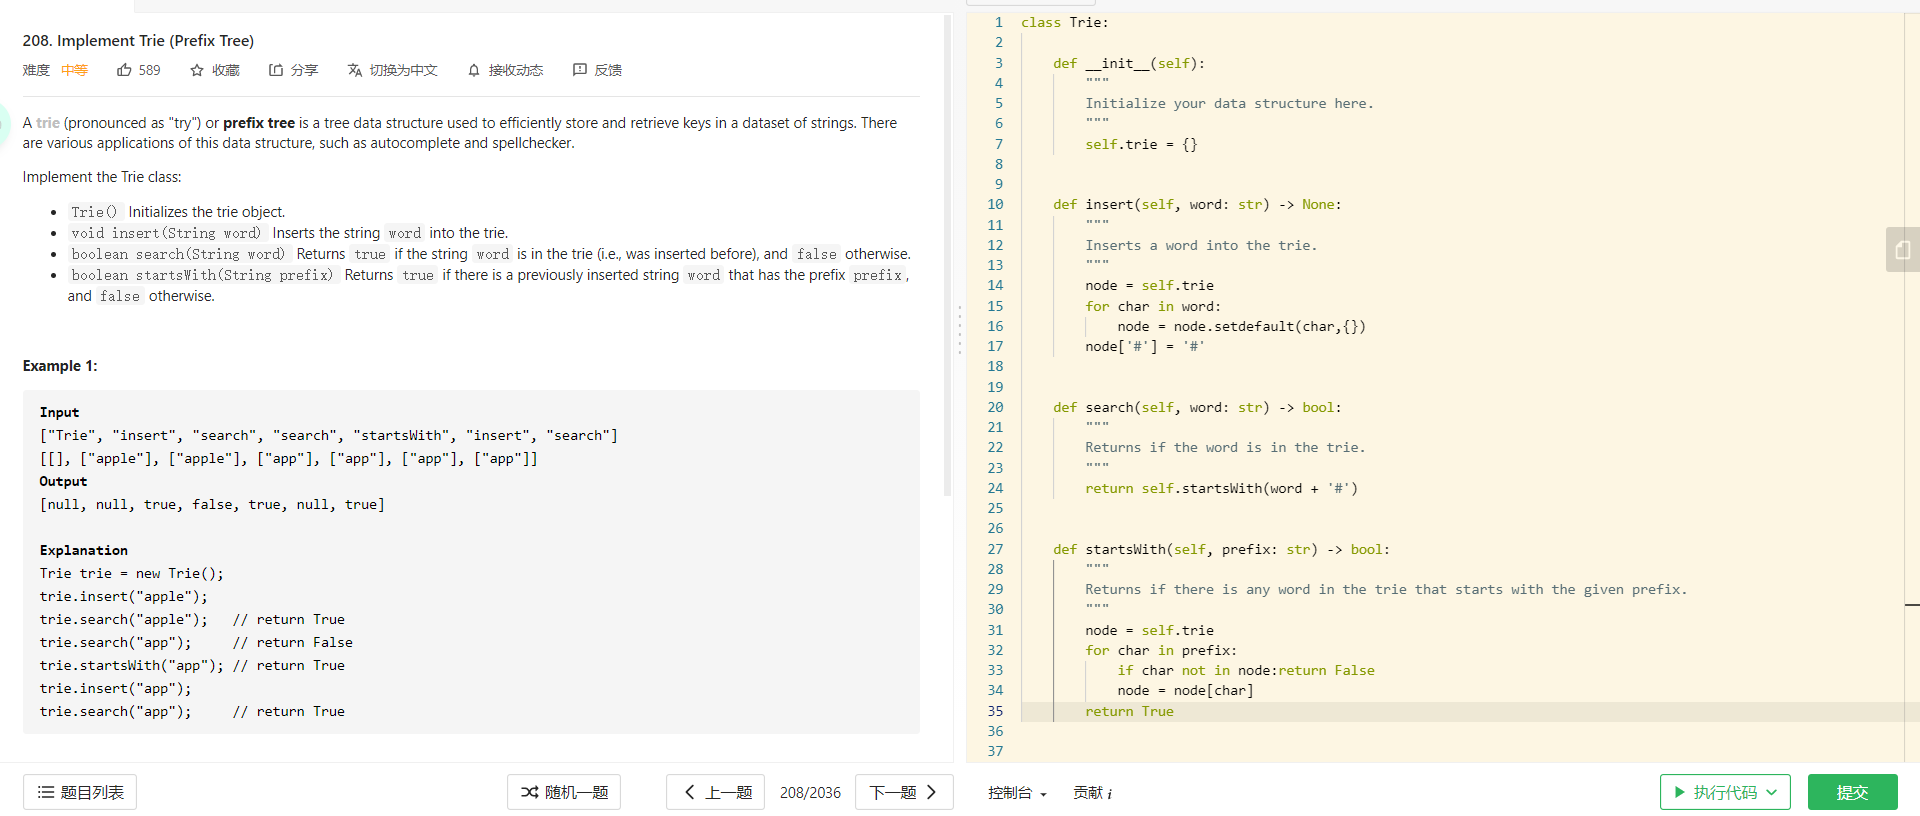 208. Implement Trie (Prefix Tree)
难度 中等 589 收藏 分享 切换为中文 接收动态 反馈
A trie (pronounced as "try") or prefix tree is a tree data structure used to efficiently store and retrieve keys in a dataset of strings. There
are various applications of this data structure, such as autocomplete and spellchecker.
Implement the Trie class:
• Trie() Initializes the trie object.
• void insert(String word) Inserts the string word into the trie.
• boolean search(String word) Returns true if the string word is in the trie (i.e., was inserted before), and false otherwise.
• boolean startsWith(String prefix) Returns true if there is a previously inserted string word that has the prefix prefix,
and false otherwise.
Example 1:
Input
["Trie", "insert", "search", "search", "startsWith", "insert", "search"]
[[], ["apple"], ["apple"], ["app"], ["app"], ["app"], ["app"]]
Output
[null, null, true, false, true, null, true]
Explanation
Trie trie = new Trie();
trie.insert("apple");
trie.search("apple");   // return True
trie.search("app");     // return False
trie.startsWith("app"); // return True
trie.insert("app");
trie.search("app");     // return True
题目列表 随机一题 上一题 208/2036 下一题
1 class Trie:
2
3     def __init__(self):
4         """
5         Initialize your data structure here.
6         """
7         self.trie = {}
8
9
10     def insert(self, word: str) -> None:
11         """
12         Inserts a word into the trie.
13         """
14         node = self.trie
15         for char in word:
16             node = node.setdefault(char,{})
17         node['#'] = '#'
18
19
20     def search(self, word: str) -> bool:
21         """
22         Returns if the word is in the trie.
23         """
24         return self.startsWith(word + '#')
25
26
27     def startsWith(self, prefix: str) -> bool:
28         """
29         Returns if there is any word in the trie that starts with the given prefix.
30         """
31         node = self.trie
32         for char in prefix:
33             if char not in node:return False
34             node = node[char]
35         return True
36
37
控制台 贡献 i 执行代码 提交